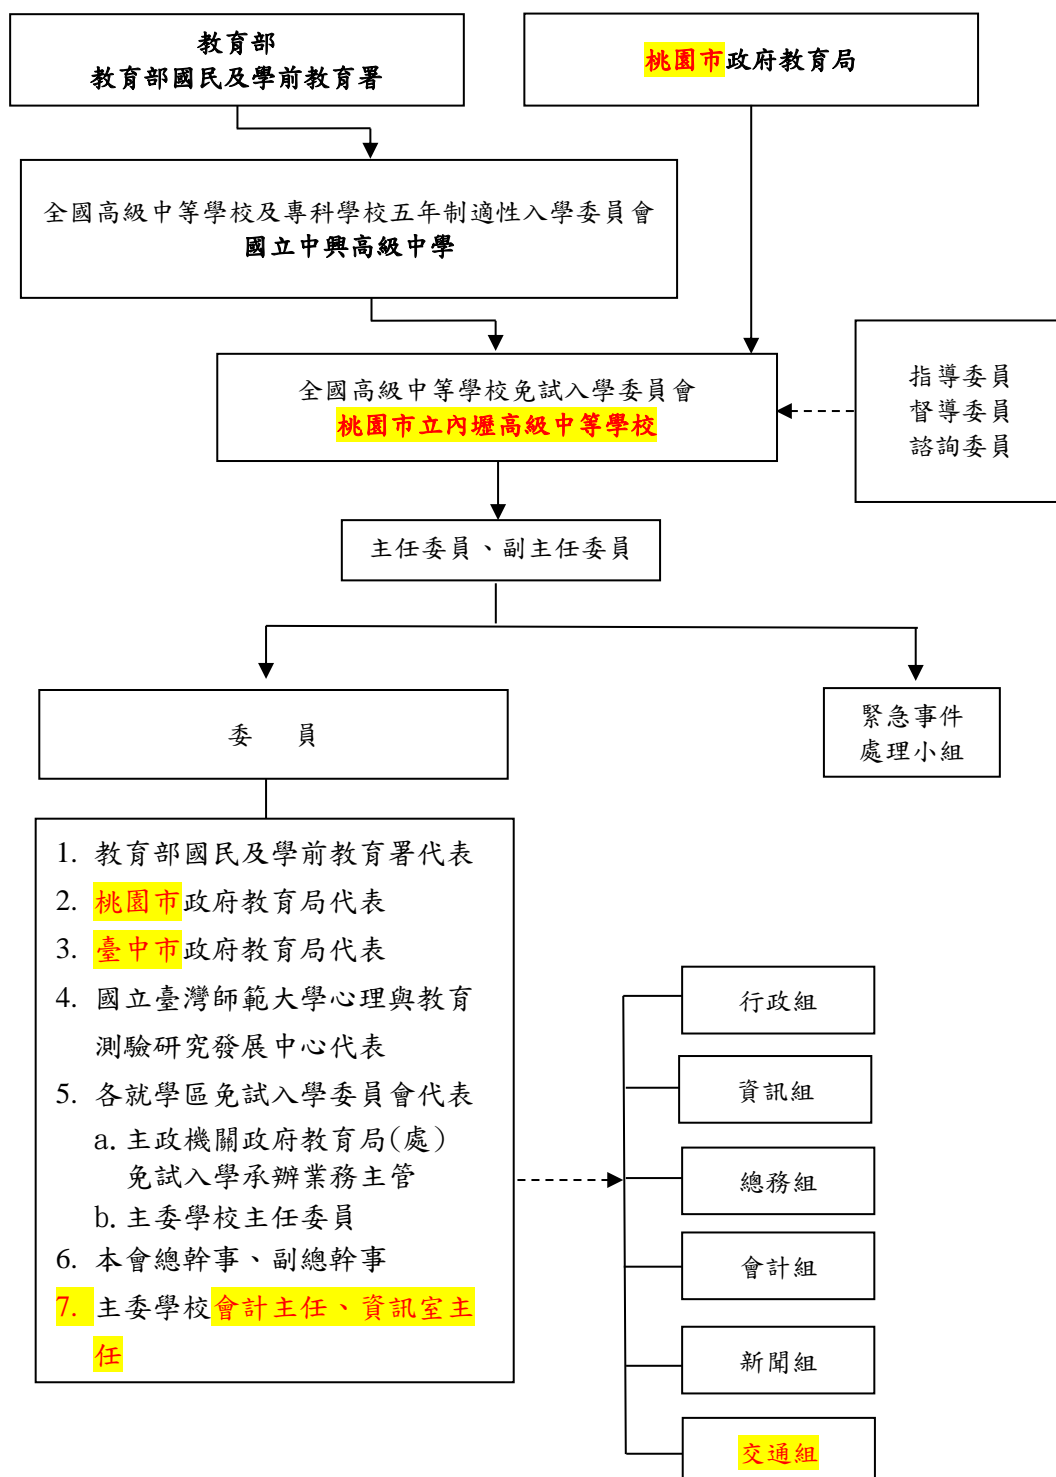 教育部
教育部國民及學前教育署
桃園市政府教育局
全國高級中等學校及專科學校五年制適性入學委員會
國立中興高級中學
全國高級中等學校免試入學委員會
桃園市立內壢高級中等學校
指導委員
督導委員
諮詢委員
主任委員、副主任委員
委 員
緊急事件
處理小組
1. 教育部國民及學前教育署代表
2. 桃園市政府教育局代表
3. 臺中市政府教育局代表
4. 國立臺灣師範大學心理與教育
測驗研究發展中心代表
5. 各就學區免試入學委員會代表
a. 主政機關政府教育局(處)
免試入學承辦業務主管
b. 主委學校主任委員
6. 本會總幹事、副總幹事
7. 主委學校會計主任、資訊室主
任
行政組
資訊組
總務組
會計組
新聞組
交通組